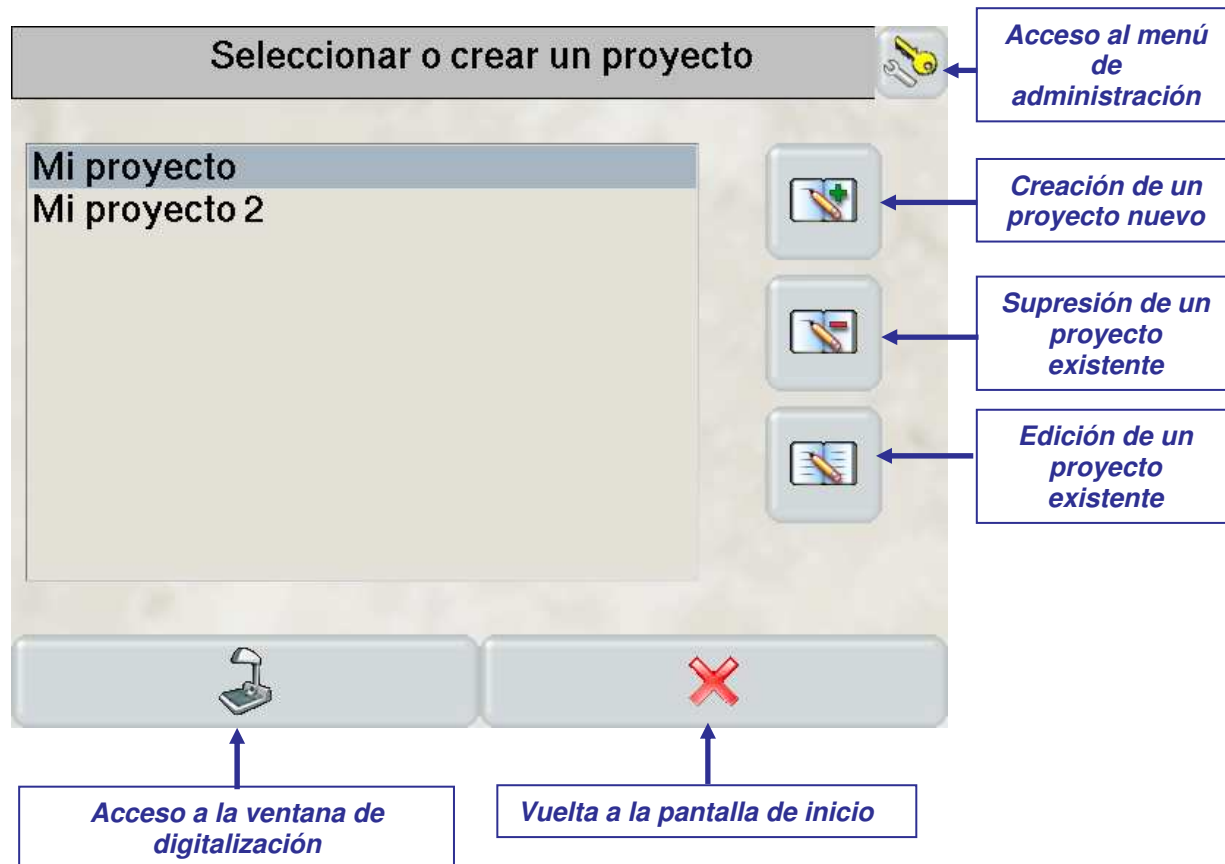 Seleccionar o crear un proyecto
Acceso al menú
de
administración
Mi proyecto
Mi proyecto 2
Creación de un
proyecto nuevo
Supresión de un
proyecto
existente
Edición de un
proyecto
existente
Acceso a la ventana de
digitalización
Vuelta a la pantalla de inicio